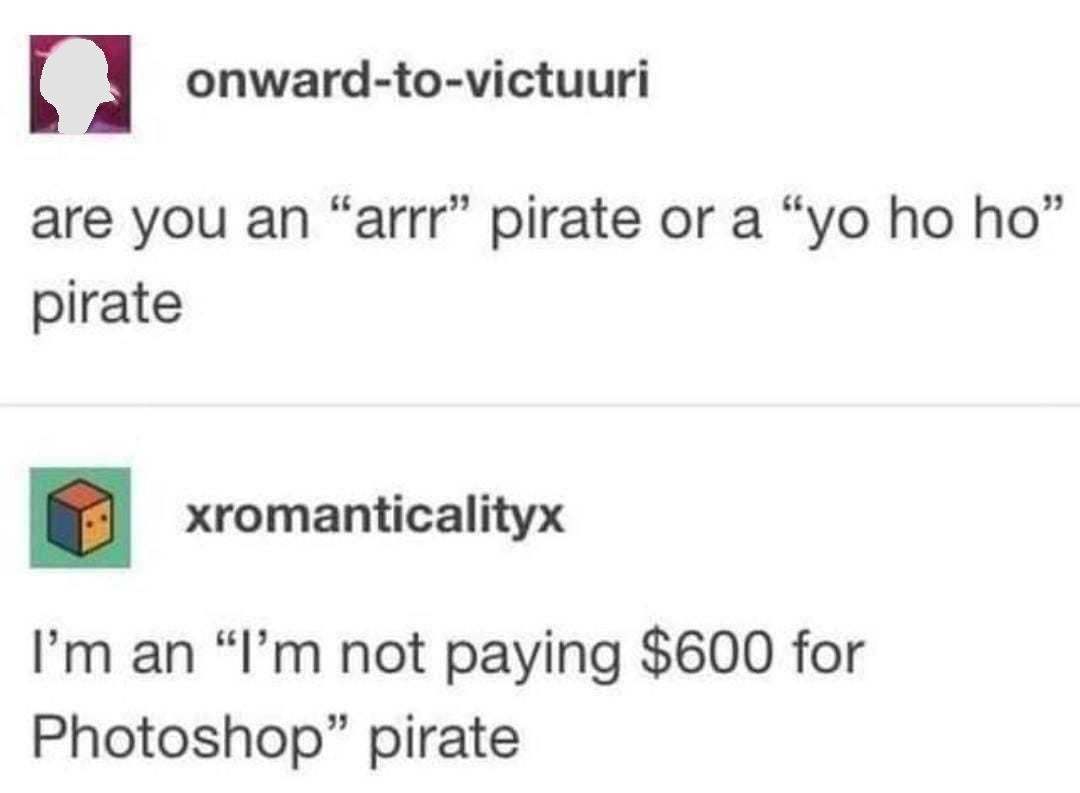 onward-to-victuuri
are you an “arrr” pirate or a “yo ho ho”
pirate
xromanticalityx
I’m an “I’m not paying $600 for
Photoshop” pirate